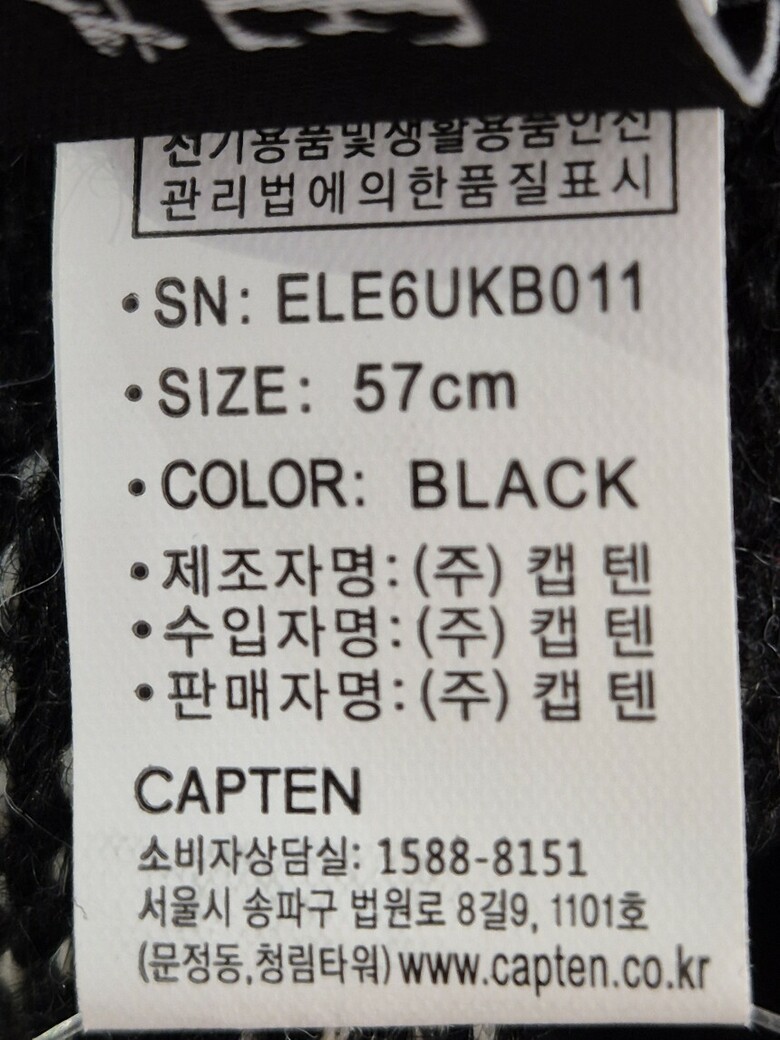 전기용품및생활용품안전
관리법에의한품질표시
•SN: ELE6UKB011
•SIZE: 57cm
•COLOR: BLACK
•제조자명:(주) 캡 텐
•수입자명:(주) 캡 텐
•판매자명:(주) 캡 텐
CAPTEN
소비자상담실: 1588-8151
서울시 송파구 법원로 8길9, 1101호
(문정동,청림타워)www.capten.co.kr